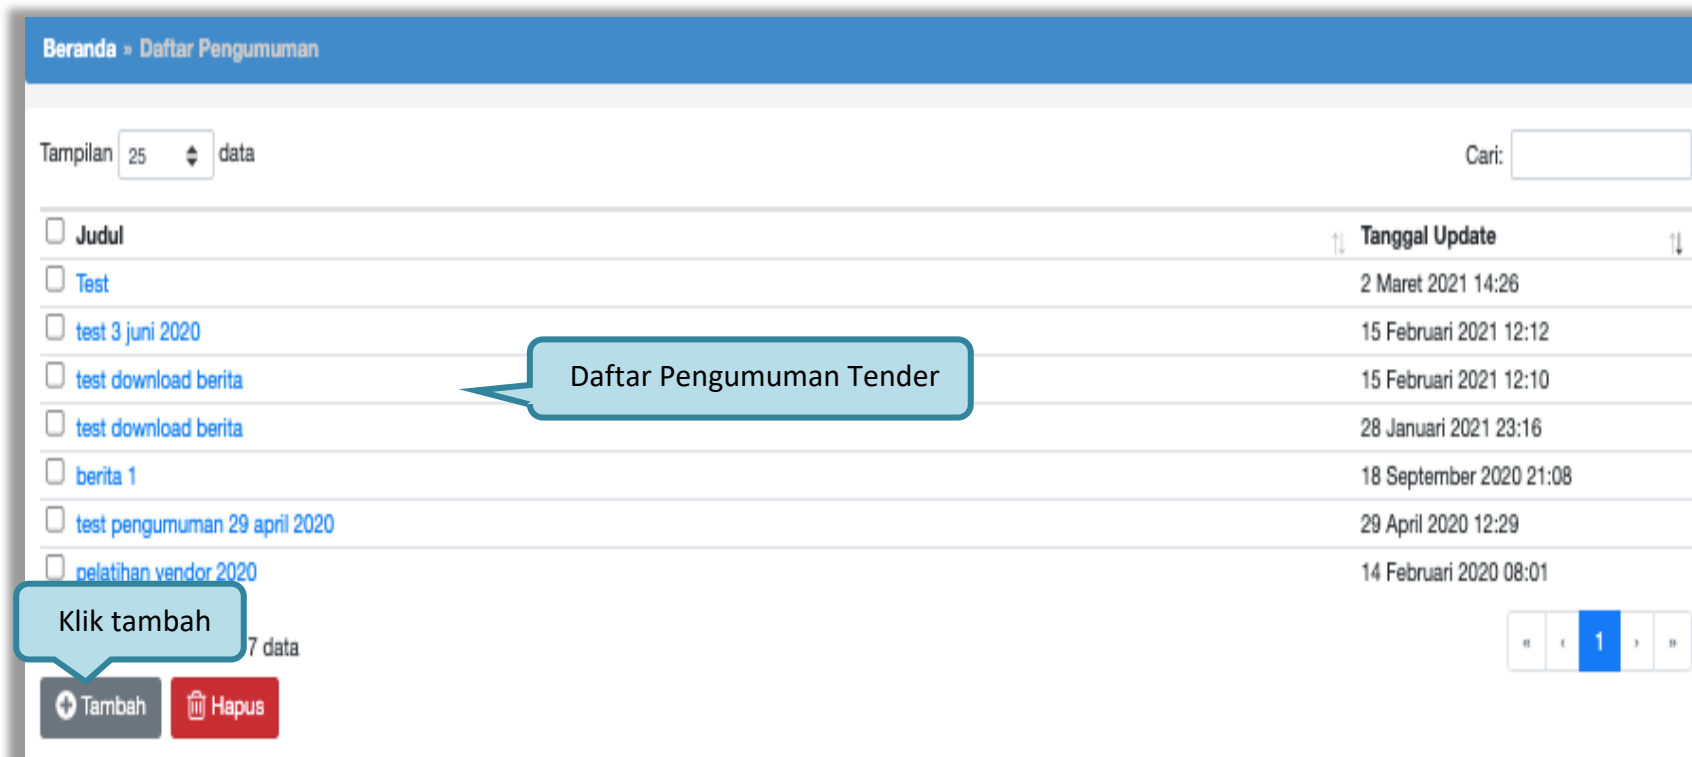 Beranda » Daftar Pengumuman
Tampilan 25 data
Cari:
Judul Tanggal Update
Test 2 Maret 2021 14:26
test 3 juni 2020 15 Februari 2021 12:12
Daftar Pengumuman Tender
test download berita 15 Februari 2021 12:10
test download berita 28 Januari 2021 23:16
berita 1 18 September 2020 21:08
test pengumuman 29 april 2020 29 April 2020 12:29
pelatihan vendor 2020 14 Februari 2020 08:01
Klik tambah
7 data
« ‹ 1 › »
Tambah Hapus